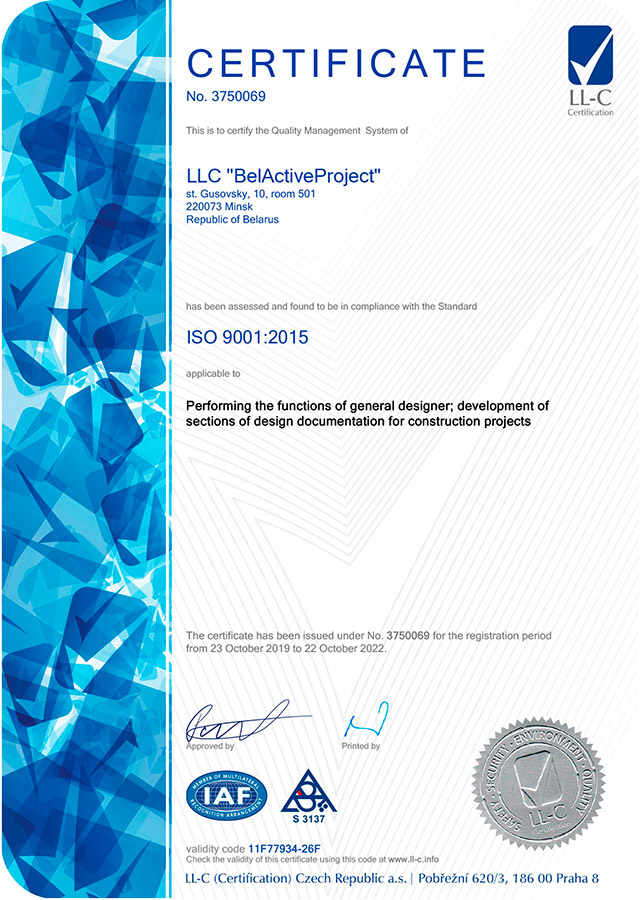 CERTIFICATE
No. 3750069
LL-C
Certification
This is to certify the Quality Management System of
LLC "BelActiveProject"
st. Gusovsky, 10, room 501
220073 Minsk
Republic of Belarus
has been assessed and found to be in compliance with the Standard
ISO 9001:2015
applicable to
Performing the functions of general designer; development of
sections of design documentation for construction projects
The certificate has been issued under No. 3750069 for the registration period
from 23 October 2019 to 22 October 2022.
Approved by
Printed by
MEMBER OF MULTILATERAL
IAF
RECOGNITION ARRANGEMENT
S 3137
SAFETY · SECURITY · ENVIRONMENT · QUALITY
LL-C
Certification
validity code 11F77934-26F
Check the validity of this certificate using this code at www.ll-c.info
LL-C (Certification) Czech Republic a.s. | Pobřežní 620/3, 186 00 Praha 8